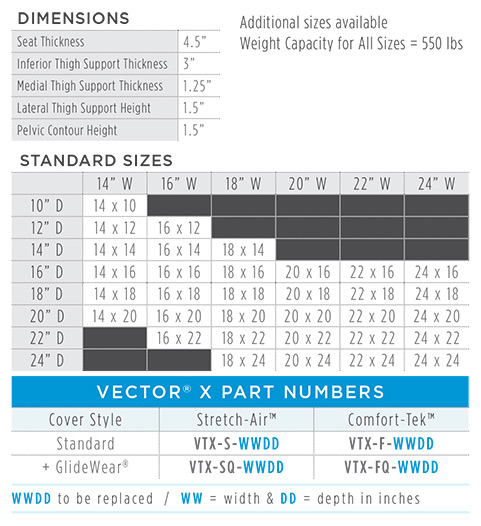 DIMENSIONS
Seat Thickness 4.5”
Inferior Thigh Support Thickness 3”
Medial Thigh Support Thickness 1.25”
Lateral Thigh Support Height 1.5”
Pelvic Contour Height 1.5”
Additional sizes available
Weight Capacity for All Sizes = 550 lbs
STANDARD SIZES
14” W 16” W 18” W 20” W 22” W 24” W
10” D 14 x 10
12” D 14 x 12 16 x 12
14” D 14 x 14 16 x 14 18 x 14
16” D 14 x 16 16 x 16 18 x 16 20 x 16 22 x 16 24 x 16
18” D 14 x 18 16 x 18 18 x 18 20 x 18 22 x 18 24 x 18
20” D 14 x 20 16 x 20 18 x 20 20 x 20 22 x 20 24 x 20
22” D 16 x 22 18 x 22 20 x 22 22 x 22 24 x 22
24” D 18 x 24 20 x 24 22 x 24 24 x 24
VECTOR® X PART NUMBERS
Cover Style Stretch-Air™ Comfort-Tek™
Standard VTX-S-WWDD VTX-F-WWDD
+ GlideWear® VTX-SQ-WWDD VTX-FQ-WWDD
WWDD to be replaced / WW = width & DD = depth in inches